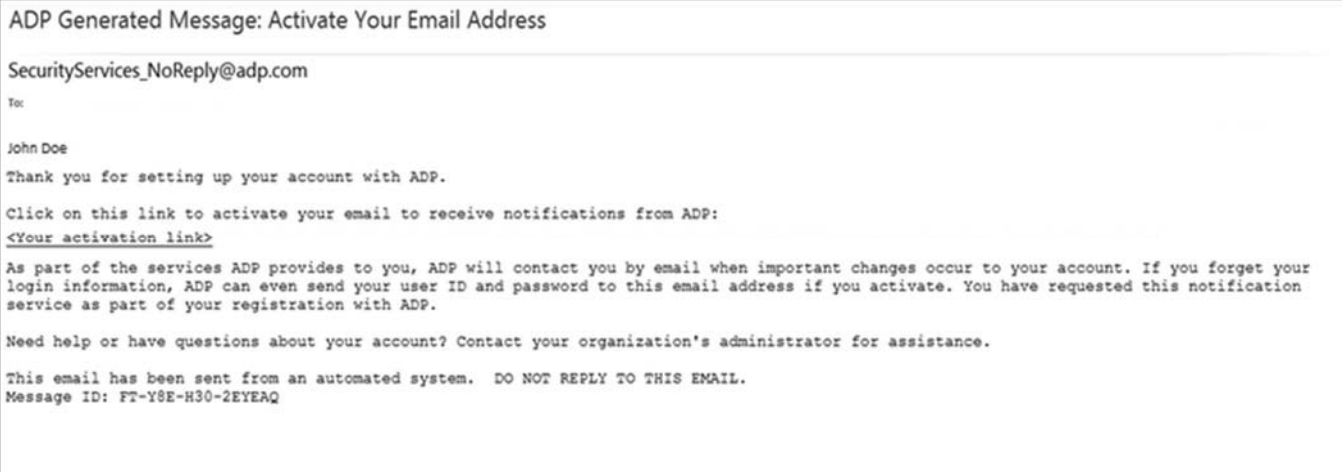 ADP Generated Message: Activate Your Email Address
SecurityServices_NoReply@adp.com
To:
John Doe
Thank you for setting up your account with ADP.
Click on this link to activate your email to receive notifications from ADP:
<Your activation link>
As part of the services ADP provides to you, ADP will contact you by email when important changes occur to your account. If you forget your
login information, ADP can even send your user ID and password to this email address if you activate. You have requested this notification
service as part of your registration with ADP.
Need help or have questions about your account? Contact your organization's administrator for assistance.
This email has been sent from an automated system.  DO NOT REPLY TO THIS EMAIL.
Message ID: FT-Y8E-H30-2EYEAQ